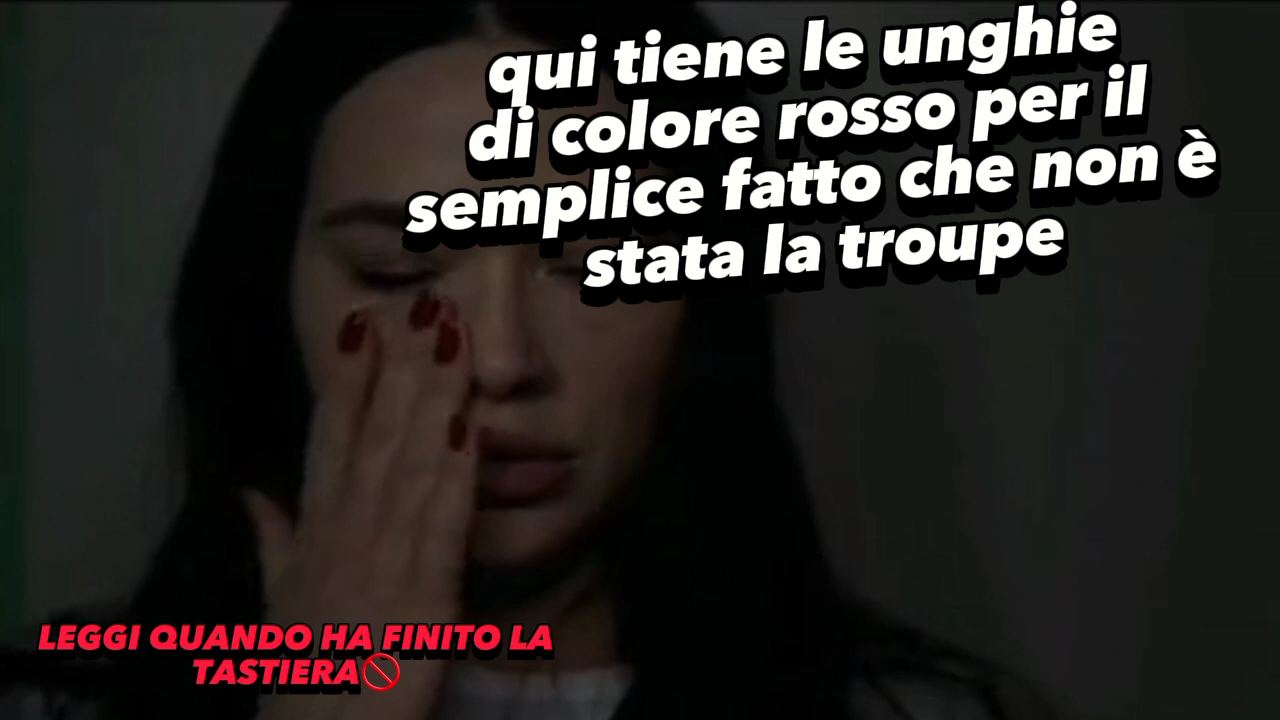 qui tiene le unghie
di colore rosso per il
semplice fatto che non è
stata la troupe
LEGGI QUANDO HA FINITO LA
TASTIERA🚫